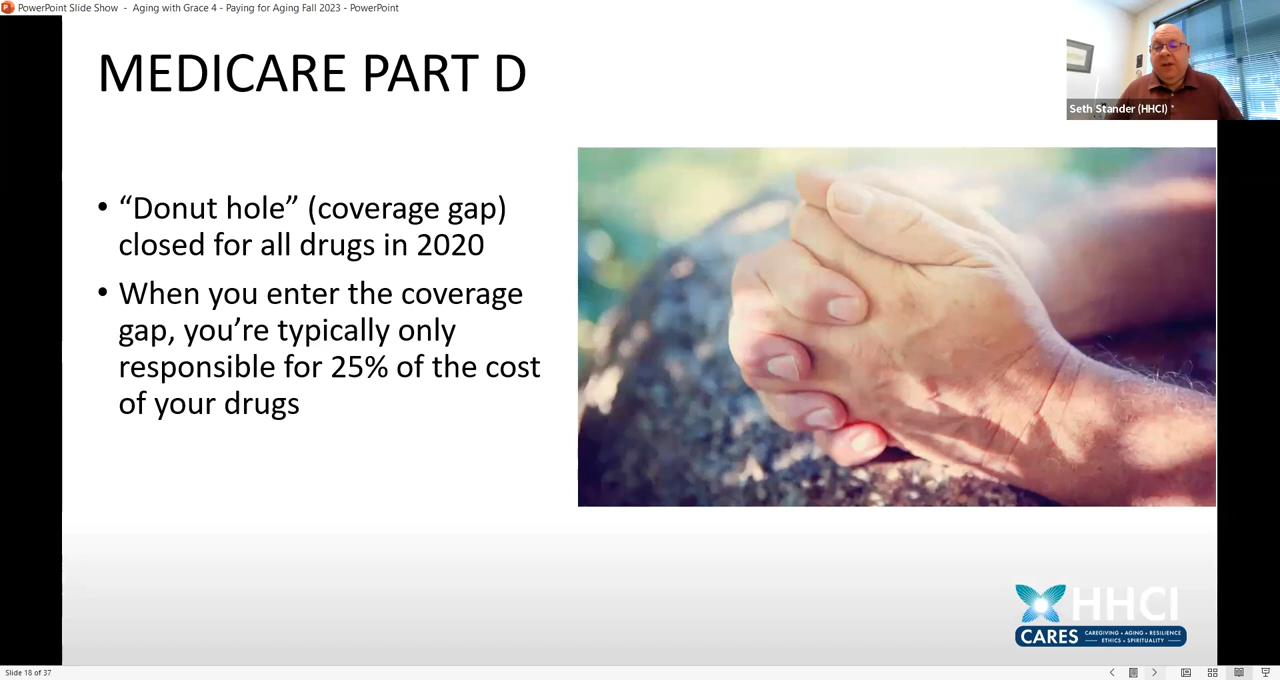 PowerPoint Slide Show - Aging with Grace 4 - Paying for Aging Fall 2023 - PowerPoint
MEDICARE PART D
Seth Stander (HHCI) *
• “Donut hole” (coverage gap)
closed for all drugs in 2020
• When you enter the coverage
gap, you’re typically only
responsible for 25% of the cost
of your drugs
HHCI
CARES
CAREGIVING • AGING • RESILIENCE
ETHICS • SPIRITUALITY
Slide 18 of 37